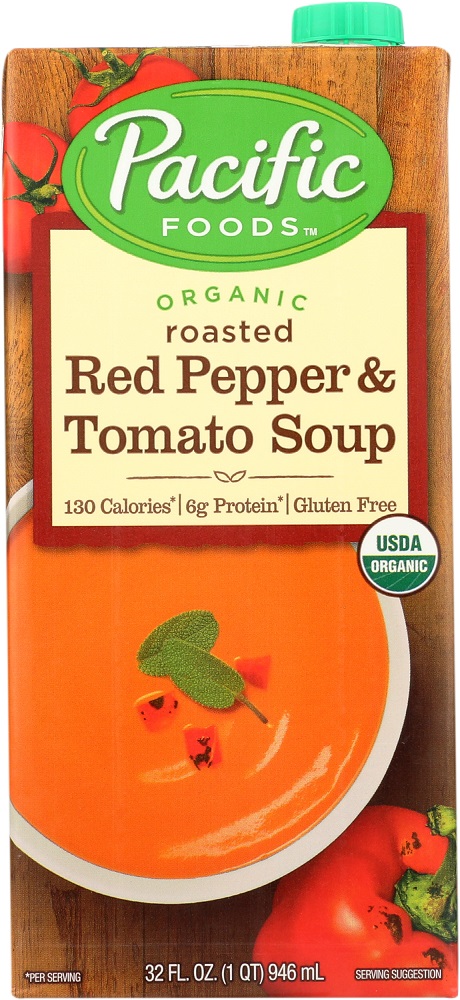 Pacific
FOODS™
ORGANIC
roasted
Red Pepper &
Tomato Soup
130 Calories* | 6g Protein* | Gluten Free
USDA
ORGANIC
*PER SERVING
32 FL. OZ. (1 QT) 946 mL
SERVING SUGGESTION